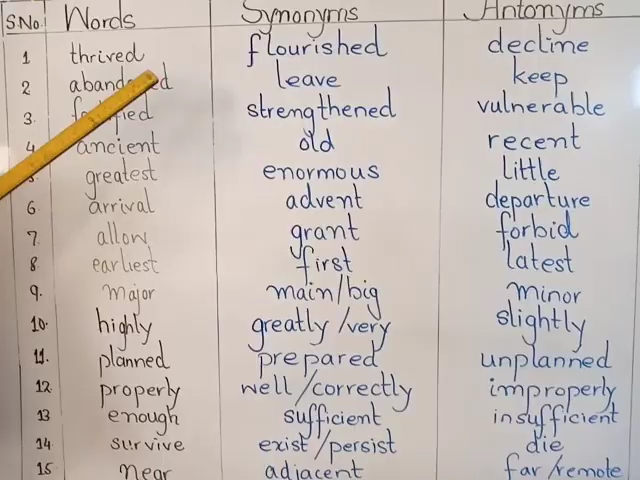 S.No. Words Synonyms Antonyms
1 thrived flourished decline
2 leave keep
3. strengthened vulnerable
4 ancient old recent
5. greatest enormous little
6 arrival advent departure
7 allow grant forbid
8. earliest first latest
9. Major main/big minor
10. highly greatly /very slightly
11. planned prepared unplanned
12 properly well /correctly improperly
13 enough sufficient insufficient
14. survive exist /persist die
15 Near adjacent far /remote